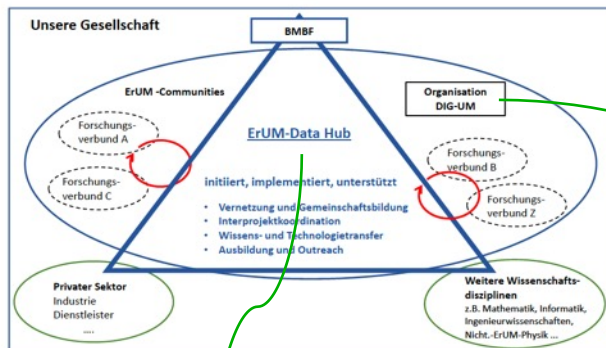 Unsere Gesellschaft
BMBF
ErUM -Communities
Organisation
DIG-UM
Forschungs-
verbund A
ErUM-Data Hub
Forschungs-
verbund B
Forschungs-
verbund C
initiiert, implementiert, unterstützt
Forschungs-
verbund Z
• Vernetzung und Gemeinschaftsbildung
• Interprojektkoordination
• Wissens- und Technologietransfer
• Ausbildung und Outreach
Privater Sektor
Industrie
Dienstleister
....
Weitere Wissenschafts-
disziplinen
z.B. Mathematik, Informatik,
Ingenieurwissenschaften,
Nicht.-ErUM-Physik ...